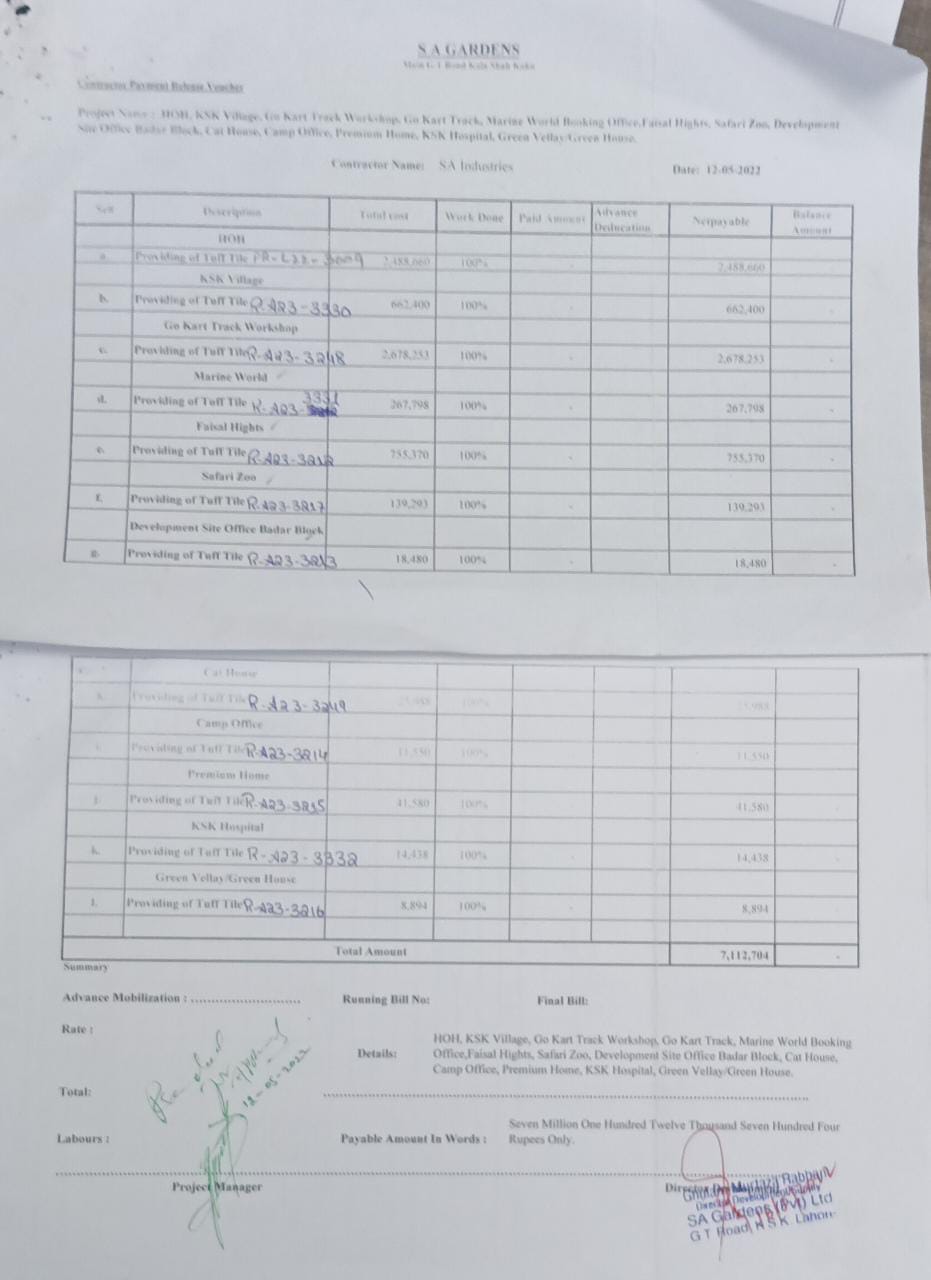 S.A GARDENS
Main G.T Road Kala Shah Kaku
Contractor Payment Release Voucher
Project Name : HOH, KSK Village, Go Kart Track Workshop, Go Kart Track, Marine World Booking Office,Faisal Hights, Safari Zoo, Development
Site Office Badar Block, Cat House, Camp Office, Premium Home, KSK Hospital, Green Vellay/Green House.
Contractor Name: SA Industries Date: 12-05-2022
Ser# Description Total cost Work Done Paid Amount Advance Deducation Netpayable Balance Amount
HOH
a. Providing of Tuff Tile 2,488,660 100% - 2,488,660 -
KSK Village
b. Providing of Tuff Tile R-A23-3330 662,400 100% - 662,400 -
Go Kart Track Workshop
c. Providing of Tuff Tile R-A23-3248 2,678,253 100% - 2,678,253 -
Marine World
d. Providing of Tuff Tile R-A23-3331 267,798 100% - 267,798 -
Faisal Hights
e. Providing of Tuff Tile R-A23-3212 755,370 100% - 755,370 -
Safari Zoo
f. Providing of Tuff Tile R-A23-3217 139,293 100% - 139,293 -
Development Site Office Badar Block
g. Providing of Tuff Tile R-A23-3213 18,480 100% - 18,480 -
Cat House
h. Providing of Tuff Tile R-A23-3249 25,988 100% 25,988
Camp Office
i. Providing of Tuff Tile R-A23-3214 11,550 100% - 11,550 -
Premium Home
j. Providing of Tuff Tile R-A23-3215 41,580 100% - 41,580 -
KSK Hospital
k. Providing of Tuff Tile R-A23-3332 14,438 100% - 14,438 -
Green Vellay/Green House
l. Providing of Tuff Tile R-A23-3216 8,894 100% - 8,894 -
Total Amount 7,112,704 -
Summary
Advance Mobilization : .......................... Running Bill No: Final Bill:
Rate :
Details: HOH, KSK Village, Go Kart Track Workshop, Go Kart Track, Marine World Booking
Office,Faisal Hights, Safari Zoo, Development Site Office Badar Block, Cat House,
Camp Office, Premium Home, KSK Hospital, Green Vellay/Green House.
12-05-2022
Total:
Labours : Payable Amount In Words : Seven Million One Hundred Twelve Thousand Seven Hundred Four
Rupees Only.
Project Manager
Ghulam Murtaza Rabbani
SA Gardens (Pvt) Ltd
G T Road, K S K Lahore